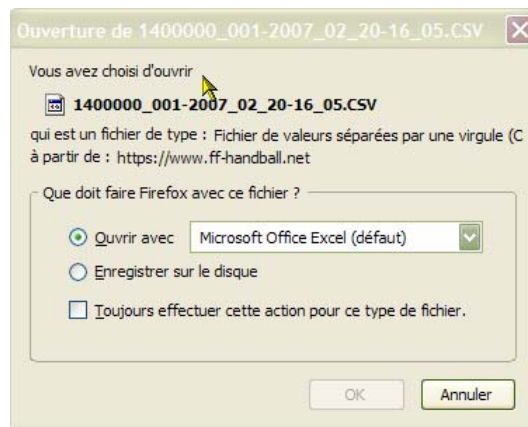 Ouverture de 1400000_001-2007_02_20-16_05.CSV
Vous avez choisi d'ouvrir
1400000_001-2007_02_20-16_05.CSV
qui est un fichier de type : Fichier de valeurs séparées par une virgule (C
à partir de : https://www.ff-handball.net
Que doit faire Firefox avec ce fichier ?
Ouvrir avec Microsoft Office Excel (défaut)
Enregistrer sur le disque
Toujours effectuer cette action pour ce type de fichier.
OK Annuler